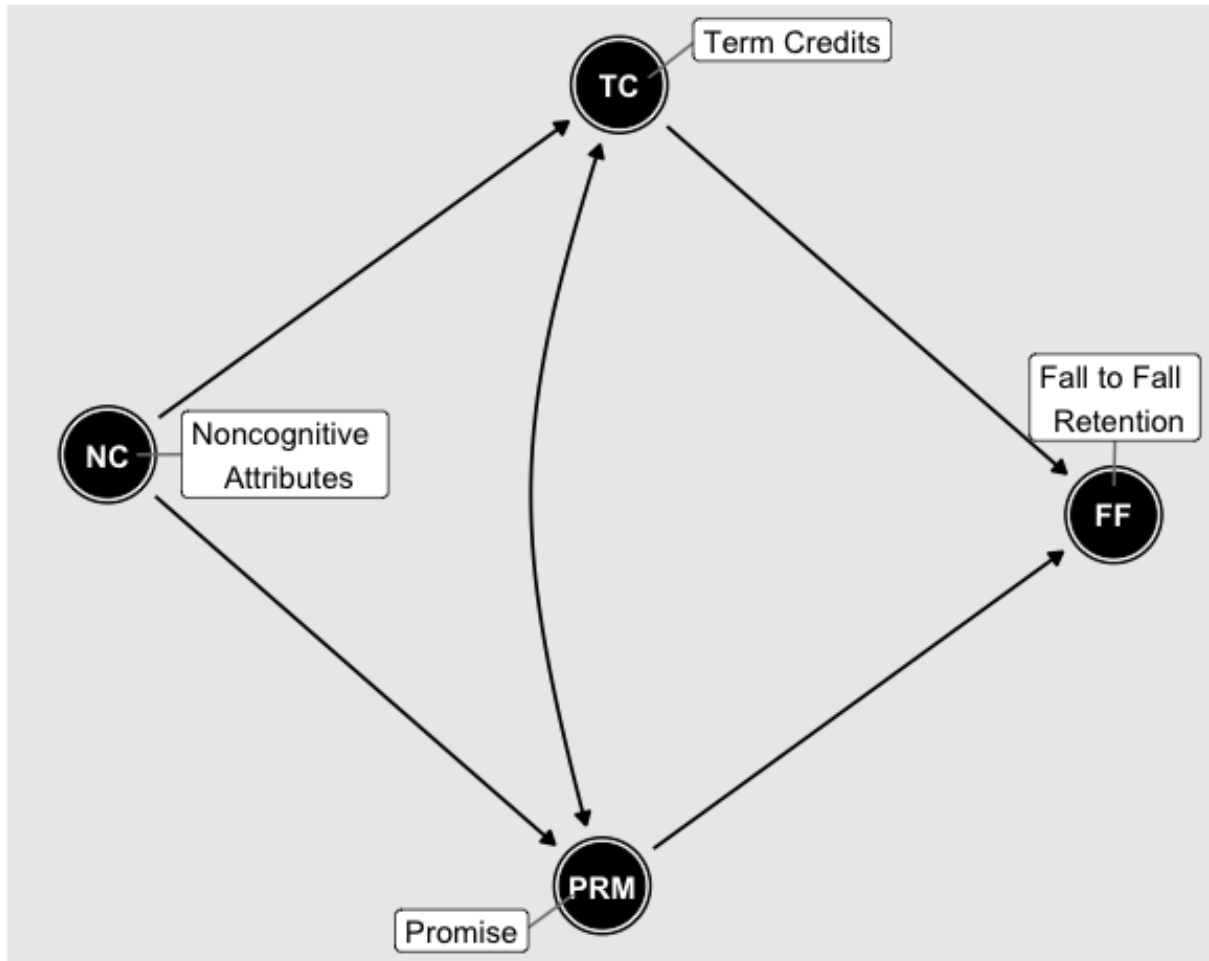 Term Credits
TC
Fall to Fall
Retention
Noncognitive
Attributes
NC
FF
PRM
Promise